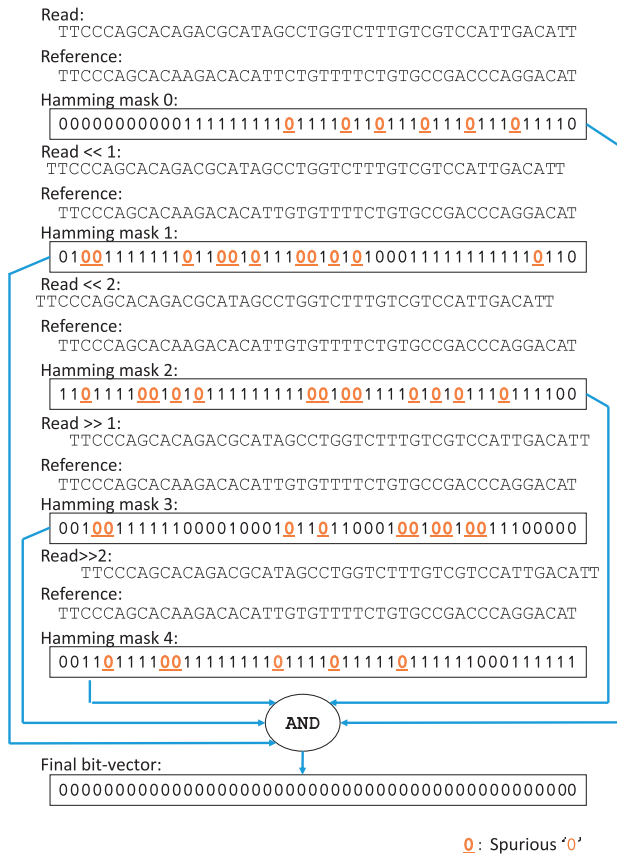 Read:
TTCCCAGCACAGACGCATAGCCTGGTCTTTGTCGTCCATTGACATT
Reference:
TTCCCAGCACAAGACACATTCTGTTTTCTGTGCCGACCCAGGACAT
Hamming mask 0:
0000000000011111111101111011011101110111011110
Read << 1:
TTCCCAGCACAGACGCATAGCCTGGTCTTTGTCGTCCATTGACATT
Reference:
TTCCCAGCACAAGACACATTGTGTTTTCTGTGCCGACCCAGGACAT
Hamming mask 1:
0100111111101100101110010101000111111111110110
Read << 2:
TTCCCAGCACAGACGCATAGCCTGGTCTTTGTCGTCCATTGACATT
Reference:
TTCCCAGCACAAGACACATTGTGTTTTCTGTGCCGACCCAGGACAT
Hamming mask 2:
1101111001010111111111001001111010101110111100
Read >> 1:
TTCCCAGCACAGACGCATAGCCTGGTCTTTGTCGTCCATTGACATT
Reference:
TTCCCAGCACAAGACACATTGTGTTTTCTGTGCCGACCCAGGACAT
Hamming mask 3:
0010011111100001000101101100010010010011100000
Read>>2:
TTCCCAGCACAGACGCATAGCCTGGTCTTTGTCGTCCATTGACATT
Reference:
TTCCCAGCACAAGACACATTGTGTTTTCTGTGCCGACCCAGGACAT
Hamming mask 4:
0011011110011111111011110111110111111000111111
AND
Final bit-vector:
0000000000000000000000000000000000000000000000
0 : Spurious ‘0’